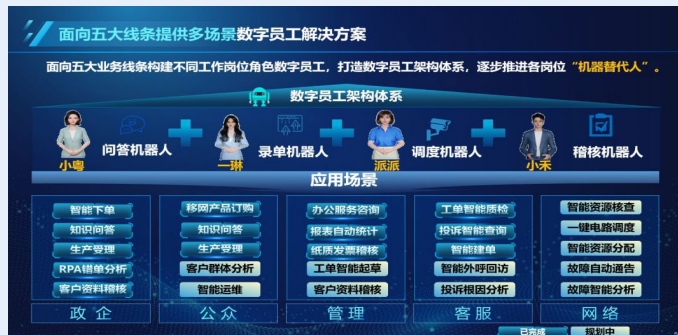 面向五大线条提供多场景数字员工解决方案
面向五大业务线条构建不同工作岗位角色数字员工，打造数字员工架构体系，逐步推进各岗位“机器替代人”。
数字员工架构体系
小粤 问答机器人 一琳 录单机器人 派派 调度机器人 小禾 稽核机器人
应用场景
智能下单 移网产品订购 办公服务咨询 工单智能质检 智能资源核查
知识问答 知识问答 报表自动统计 投诉智能查询 一键电路调度
生产受理 生产受理 纸质发票稽核 智能建单 智能资源分配
RPA错单分析 客户群体分析 工单智能起草 智能外呼回访 故障自动通告
客户资料稽核 智能运维 客户资料稽核 投诉根因分析 故障智能分析
政企 公众 管理 客服 网络
已完成 规划中